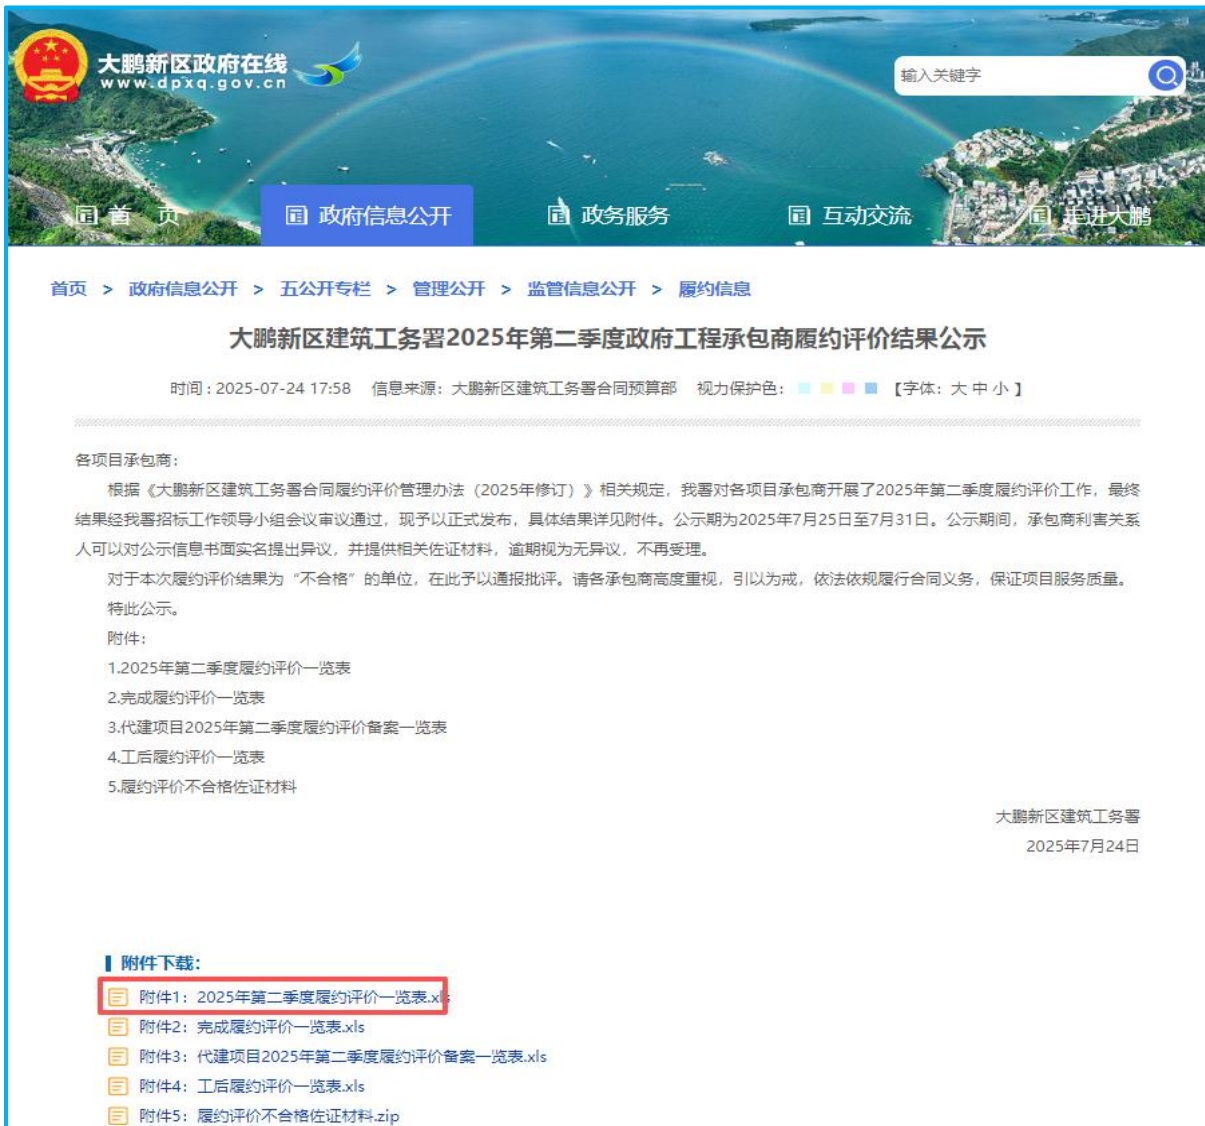 大鹏新区政府在线
www.dpxq.gov.cn
输入关键字
首 页 政府信息公开 政务服务 互动交流 走进大鹏
首页 > 政府信息公开 > 五公开专栏 > 管理公开 > 监管信息公开 > 履约信息
大鹏新区建筑工务署2025年第二季度政府工程承包商履约评价结果公示
时间 : 2025-07-24 17:58 信息来源：大鹏新区建筑工务署合同预算部 视力保护色： 【字体：大 中 小 】
各项目承包商：
根据《大鹏新区建筑工务署合同履约评价管理办法（2025年修订）》相关规定，我署对各项目承包商开展了2025年第二季度履约评价工作，最终
结果经我署招标工作领导小组会议审议通过，现予以正式发布，具体结果详见附件。公示期为2025年7月25日至7月31日。公示期间，承包商利害关系
人可以对公示信息书面实名提出异议，并提供相关佐证材料，逾期视为无异议，不再受理。
对于本次履约评价结果为“不合格”的单位，在此予以通报批评。请各承包商高度重视，引以为戒，依法依规履行合同义务，保证项目服务质量。
特此公示。
附件：
1.2025年第二季度履约评价一览表
2.完成履约评价一览表
3.代建项目2025年第二季度履约评价备案一览表
4.工后履约评价一览表
5.履约评价不合格佐证材料
大鹏新区建筑工务署
2025年7月24日
附件下载：
附件1：2025年第二季度履约评价一览表.xls
附件2：完成履约评价一览表.xls
附件3：代建项目2025年第二季度履约评价备案一览表.xls
附件4：工后履约评价一览表.xls
附件5：履约评价不合格佐证材料.zip